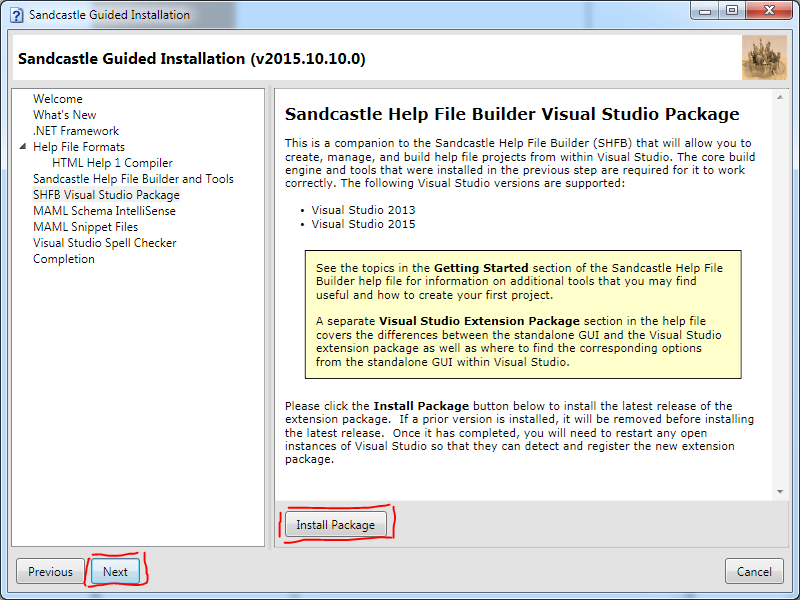 Sandcastle Guided Installation
Sandcastle Guided Installation (v2015.10.10.0)
Welcome
What's New
.NET Framework
Help File Formats
HTML Help 1 Compiler
Sandcastle Help File Builder and Tools
SHFB Visual Studio Package
MAML Schema IntelliSense
MAML Snippet Files
Visual Studio Spell Checker
Completion
Sandcastle Help File Builder Visual Studio Package
This is a companion to the Sandcastle Help File Builder (SHFB) that will allow you to
create, manage, and build help file projects from within Visual Studio. The core build
engine and tools that were installed in the previous step are required for it to work
correctly. The following Visual Studio versions are supported:
• Visual Studio 2013
• Visual Studio 2015
See the topics in the Getting Started section of the Sandcastle Help File
Builder help file for information on additional tools that you may find
useful and how to create your first project.
A separate Visual Studio Extension Package section in the help file
covers the differences between the standalone GUI and the Visual Studio
extension package as well as where to find the corresponding options
from the standalone GUI within Visual Studio.
Please click the Install Package button below to install the latest release of the
extension package. If a prior version is installed, it will be removed before installing
the latest release. Once it has completed, you will need to restart any open
instances of Visual Studio so that they can detect and register the new extension
package.
Install Package
Previous
Next
Cancel